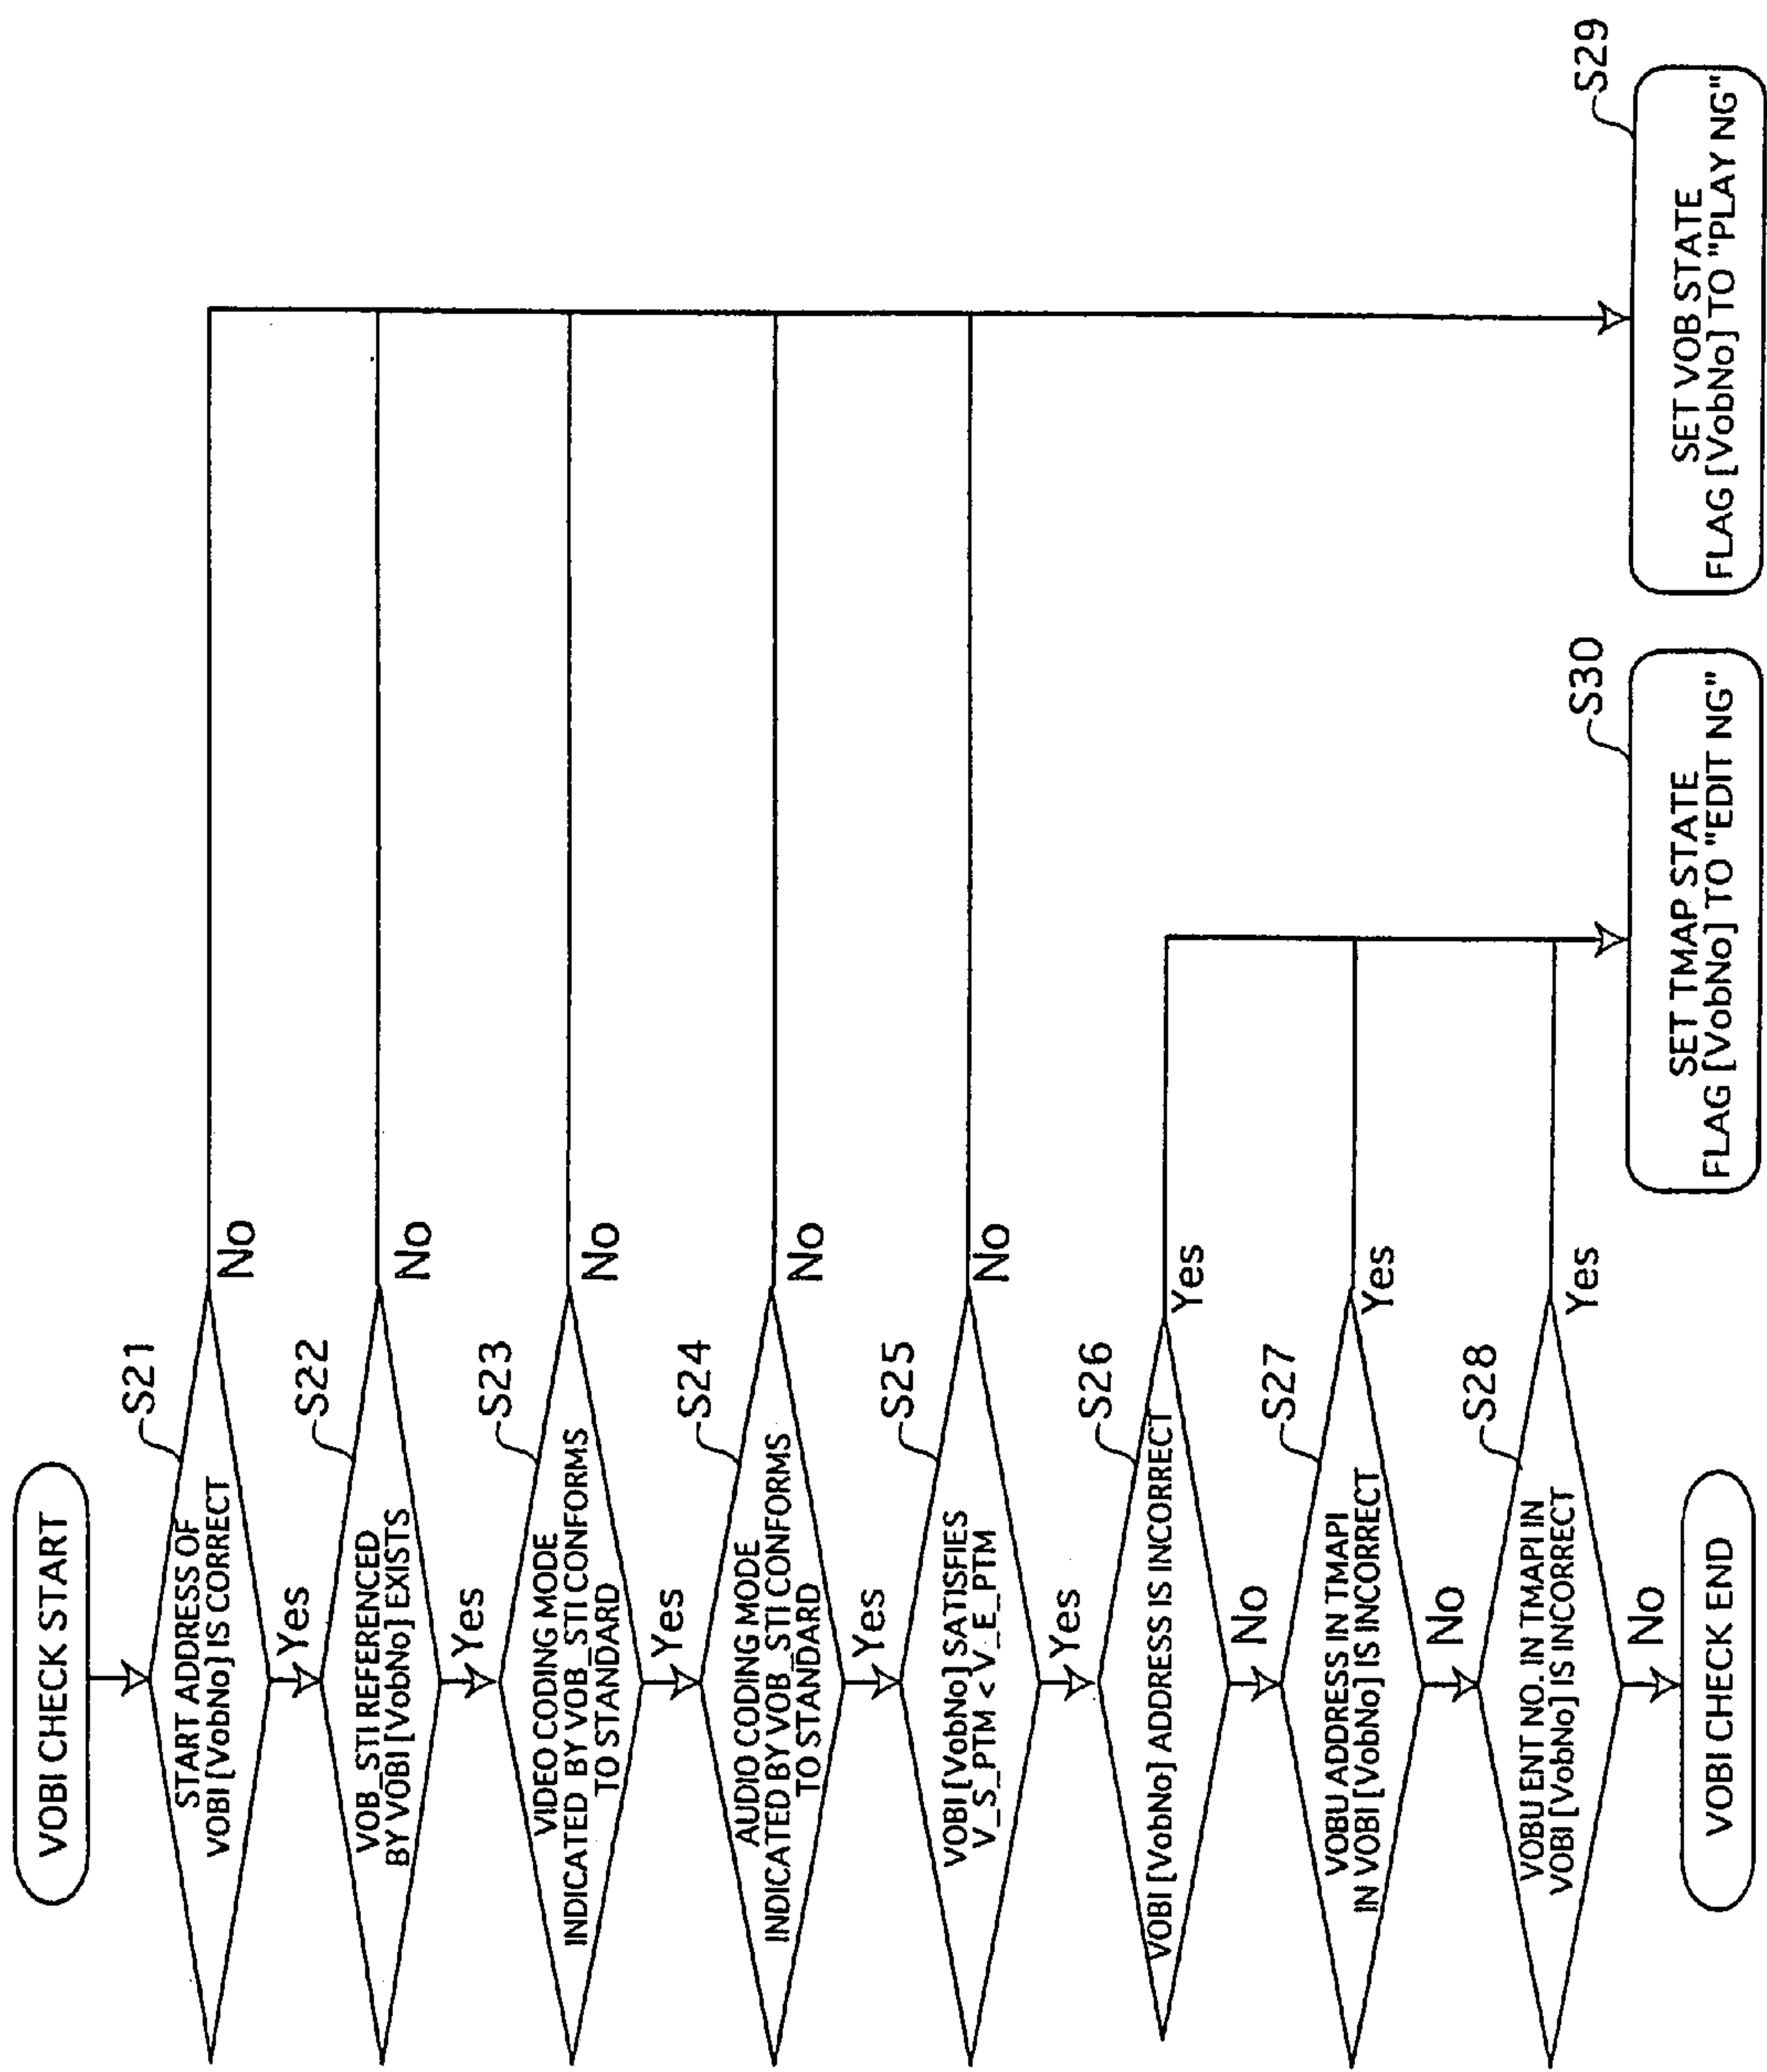 VOBI CHECK START
S21
START ADDRESS OF
VOBI [VobNo] IS CORRECT
No
Yes
S22
VOB_STI REFERENCED
BY VOBI [VobNo] EXISTS
No
Yes
S23
VIDEO CODING MODE
INDICATED BY VOB_STI CONFORMS
TO STANDARD
No
Yes
S24
AUDIO CODING MODE
INDICATED BY VOB_STI CONFORMS
TO STANDARD
No
Yes
S25
VOBI [VobNo] SATISFIES
V_S_PTM < V_E_PTM
No
Yes
S26
VOBI [VobNo] ADDRESS IS INCORRECT
Yes
No
S27
VOBU ADDRESS IN TMAPI
IN VOBI [VobNo] IS INCORRECT
Yes
No
S28
VOBU ENT NO. IN TMAPI IN
VOBI [VobNo] IS INCORRECT
Yes
No
VOBI CHECK END
S30
SET TMAP STATE
FLAG [VobNo] TO "EDIT NG"
S29
SET VOB STATE
FLAG [VobNo] TO "PLAY NG"